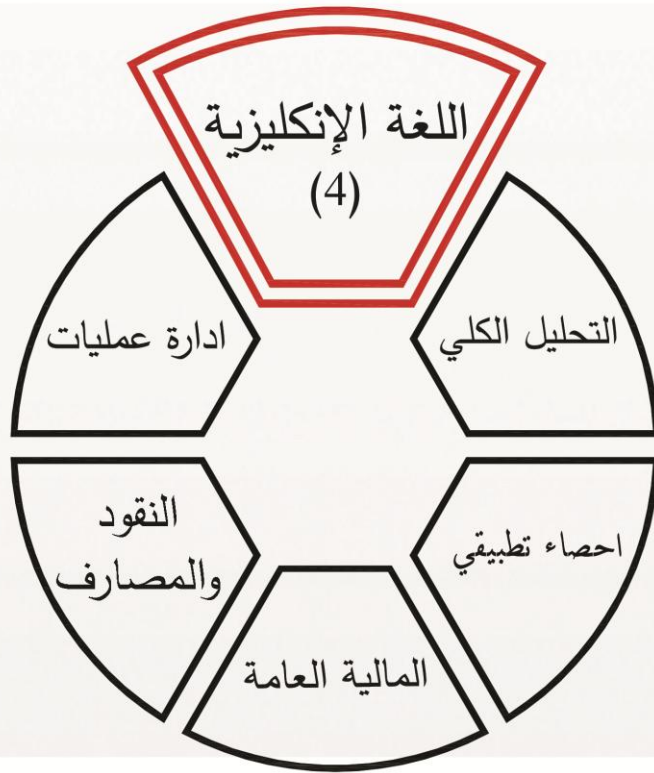 اللغة الإنكليزية
(4)
التحليل الكلي
ادارة عمليات
احصاء تطبيقي
النقود
والمصارف
المالية العامة